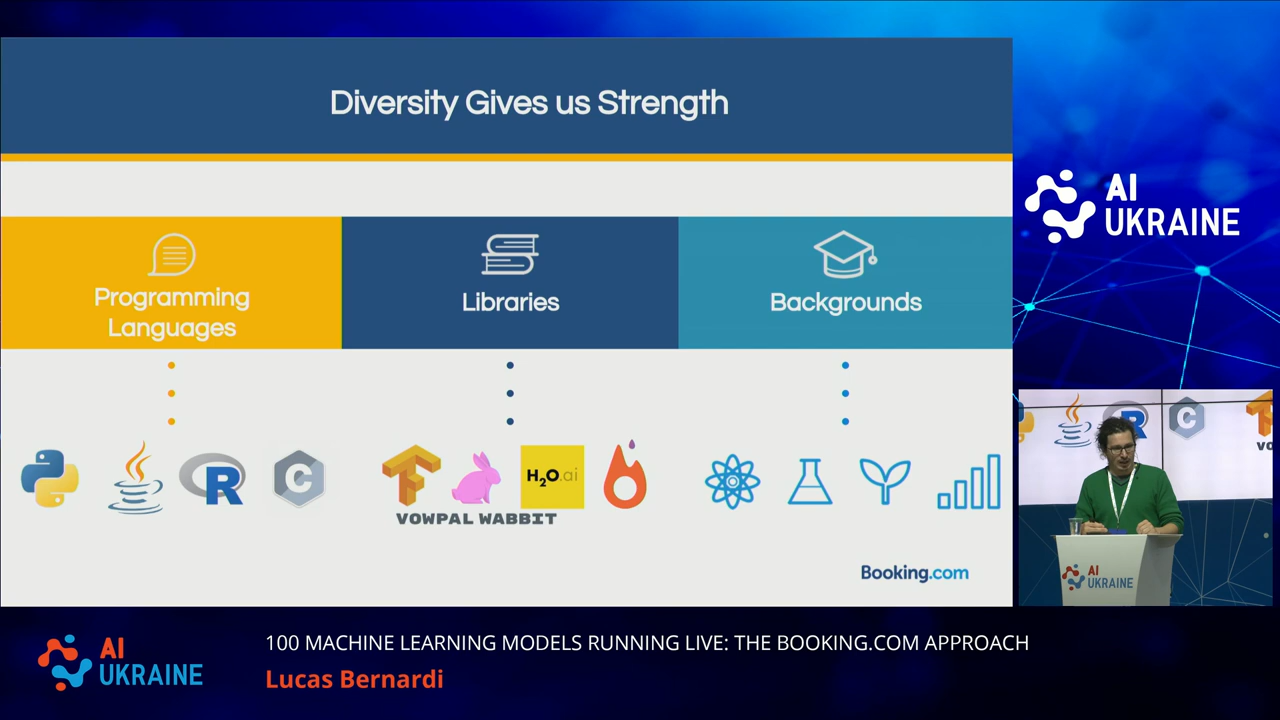 Diversity Gives us Strength
Programming
Languages
Libraries
Backgrounds
R
C
H2O.ai
VOWPAL WABBIT
Booking.com
AI
UKRAINE
R
C
VO
AI
UKRAINE
AI
UKRAINE
100 MACHINE LEARNING MODELS RUNNING LIVE: THE BOOKING.COM APPROACH
Lucas Bernardi